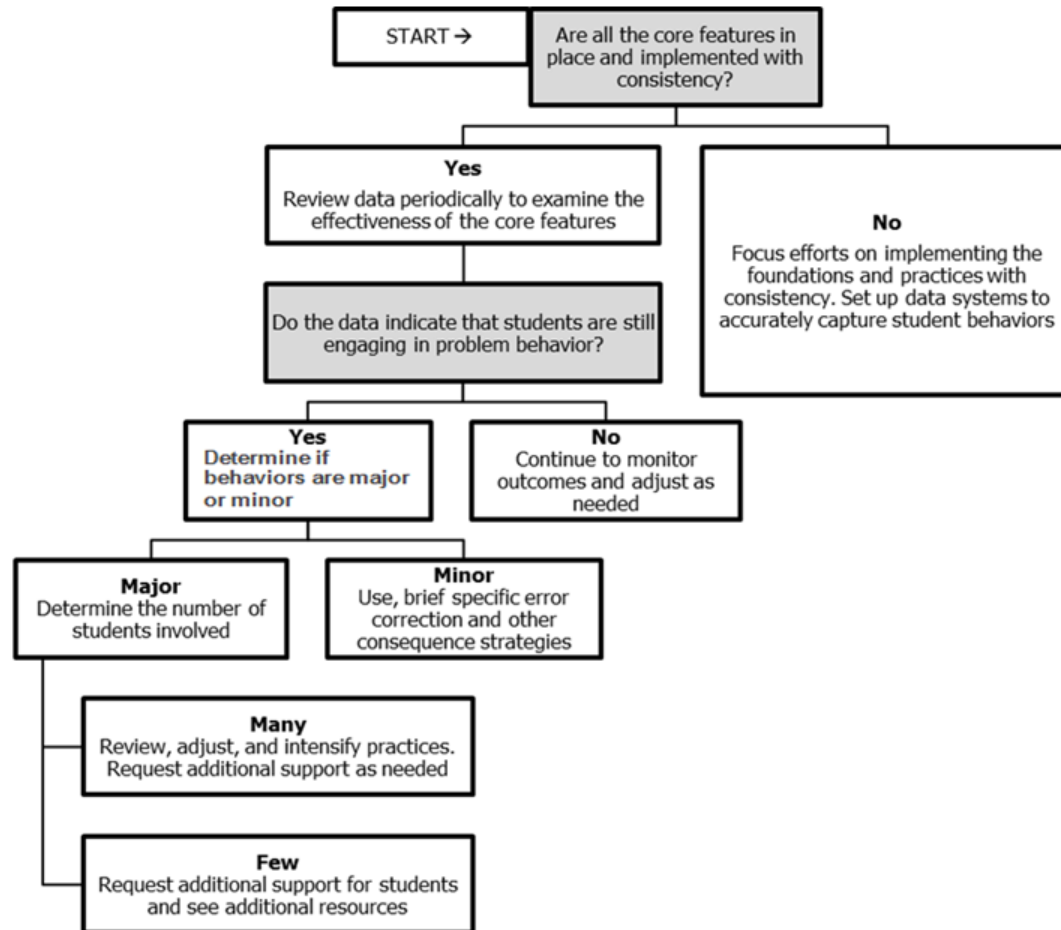 START →
Are all the core features in
place and implemented with
consistency?
Yes
Review data periodically to examine the
effectiveness of the core features
No
Focus efforts on implementing the
foundations and practices with
consistency. Set up data systems to
accurately capture student behaviors
Do the data indicate that students are still
engaging in problem behavior?
Yes
Determine if
behaviors are major
or minor
No
Continue to monitor
outcomes and adjust as
needed
Major
Determine the number of
students involved
Minor
Use, brief specific error
correction and other
consequence strategies
Many
Review, adjust, and intensify practices.
Request additional support as needed
Few
Request additional support for students
and see additional resources